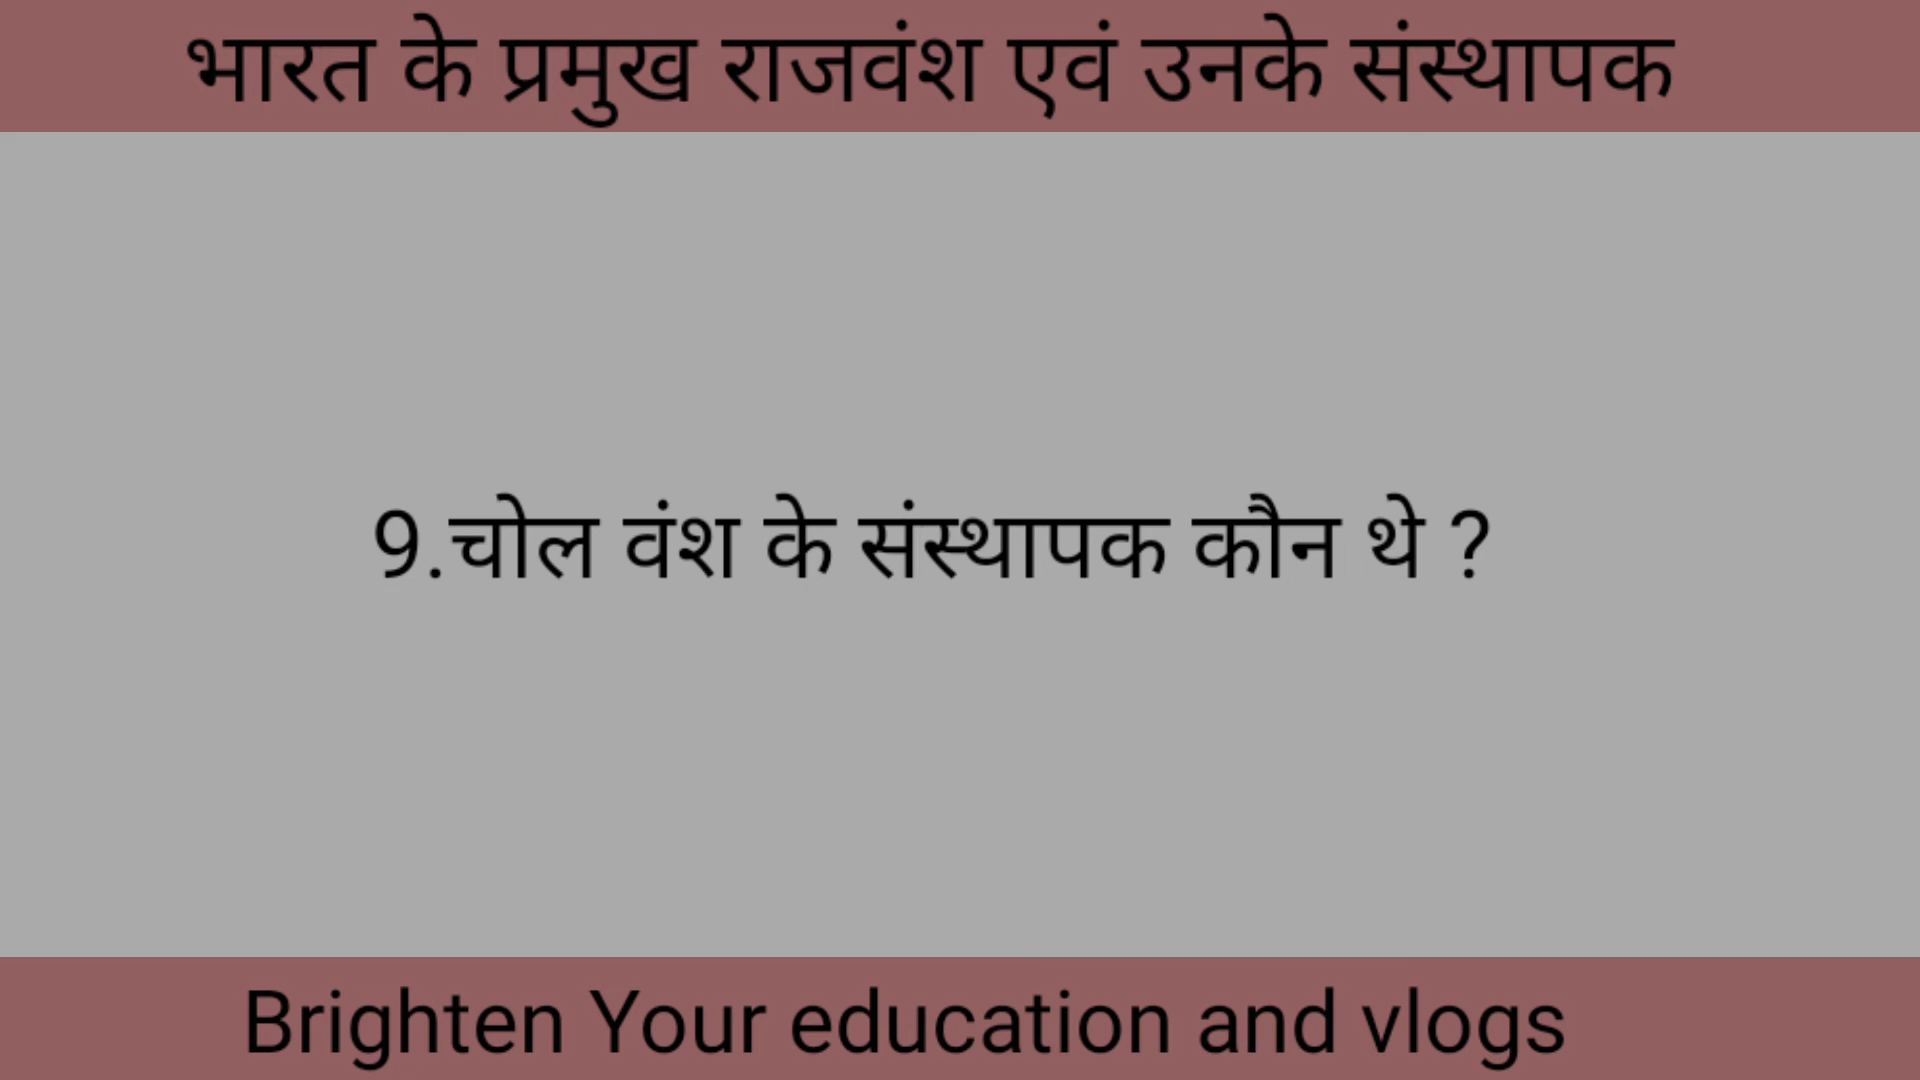 भारत के प्रमुख राजवंश एवं उनके संस्थापक
9.चोल वंश के संस्थापक कौन थे ?
Brighten Your education and vlogs